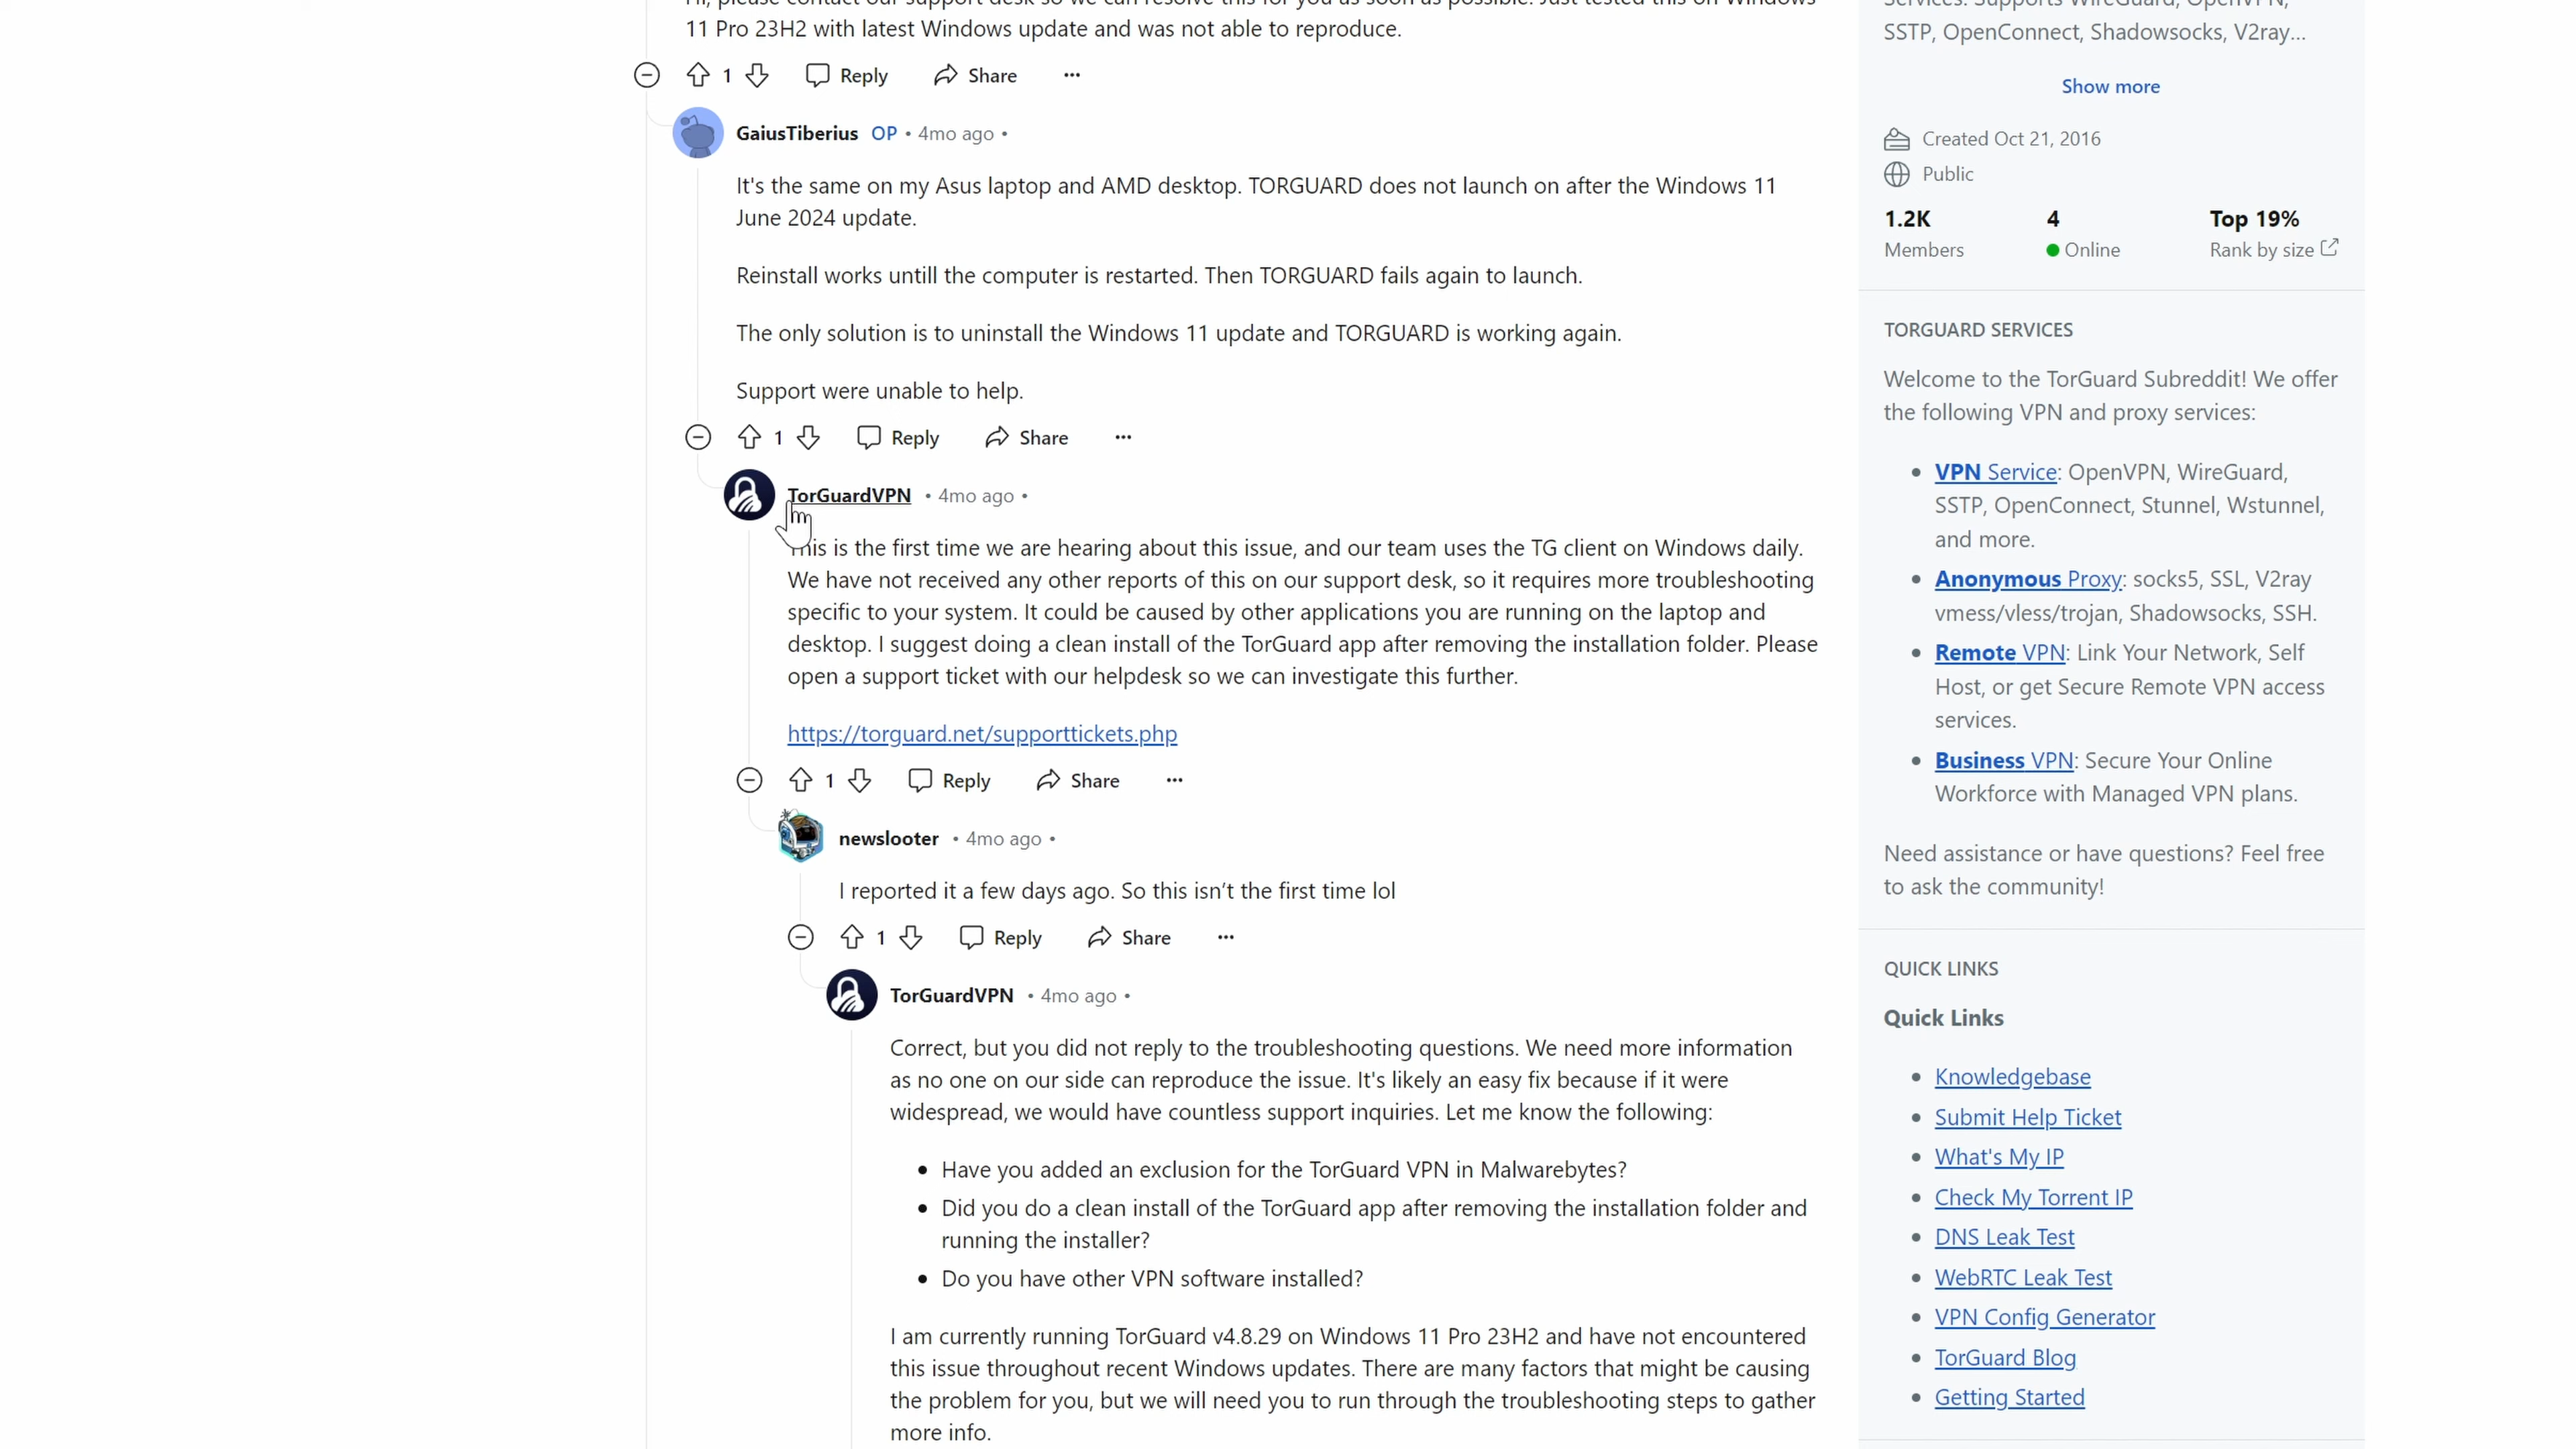 11 Pro 23H2 with latest Windows update and was not able to reproduce.
1 Reply Share
GaiusTiberius OP • 4mo ago •
It's the same on my Asus laptop and AMD desktop. TORGUARD does not launch on after the Windows 11
June 2024 update.
Reinstall works untill the computer is restarted. Then TORGUARD fails again to launch.
The only solution is to uninstall the Windows 11 update and TORGUARD is working again.
Support were unable to help.
1 Reply Share
TorGuardVPN • 4mo ago •
This is the first time we are hearing about this issue, and our team uses the TG client on Windows daily.
We have not received any other reports of this on our support desk, so it requires more troubleshooting
specific to your system. It could be caused by other applications you are running on the laptop and
desktop. I suggest doing a clean install of the TorGuard app after removing the installation folder. Please
open a support ticket with our helpdesk so we can investigate this further.
https://torguard.net/supporttickets.php
1 Reply Share
newslooter • 4mo ago •
I reported it a few days ago. So this isn’t the first time lol
1 Reply Share
TorGuardVPN • 4mo ago •
Correct, but you did not reply to the troubleshooting questions. We need more information
as no one on our side can reproduce the issue. It's likely an easy fix because if it were
widespread, we would have countless support inquiries. Let me know the following:
• Have you added an exclusion for the TorGuard VPN in Malwarebytes?
• Did you do a clean install of the TorGuard app after removing the installation folder and
running the installer?
• Do you have other VPN software installed?
I am currently running TorGuard v4.8.29 on Windows 11 Pro 23H2 and have not encountered
this issue throughout recent Windows updates. There are many factors that might be causing
the problem for you, but we will need you to run through the troubleshooting steps to gather
more info.
SSTP, OpenConnect, Shadowsocks, V2ray...
Show more
Created Oct 21, 2016
Public
1.2K 4 Top 19%
Members Online Rank by size
TORGUARD SERVICES
Welcome to the TorGuard Subreddit! We offer
the following VPN and proxy services:
• VPN Service: OpenVPN, WireGuard,
SSTP, OpenConnect, Stunnel, Wstunnel,
and more.
• Anonymous Proxy: socks5, SSL, V2ray
vmess/vless/trojan, Shadowsocks, SSH.
• Remote VPN: Link Your Network, Self
Host, or get Secure Remote VPN access
services.
• Business VPN: Secure Your Online
Workforce with Managed VPN plans.
Need assistance or have questions? Feel free
to ask the community!
QUICK LINKS
Quick Links
• Knowledgebase
• Submit Help Ticket
• What's My IP
• Check My Torrent IP
• DNS Leak Test
• WebRTC Leak Test
• VPN Config Generator
• TorGuard Blog
• Getting Started